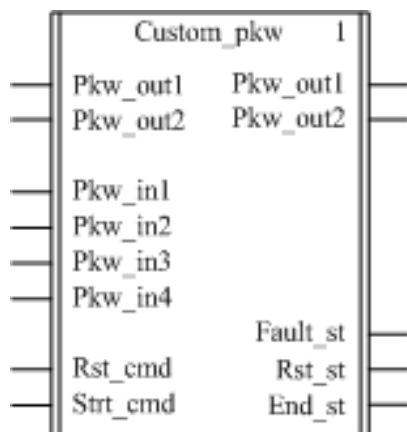 Custom_pkw 1
Pkw_out1 Pkw_out1
Pkw_out2 Pkw_out2
Pkw_in1
Pkw_in2
Pkw_in3
Pkw_in4
Fault_st
Rst_cmd Rst_st
Strt_cmd End_st